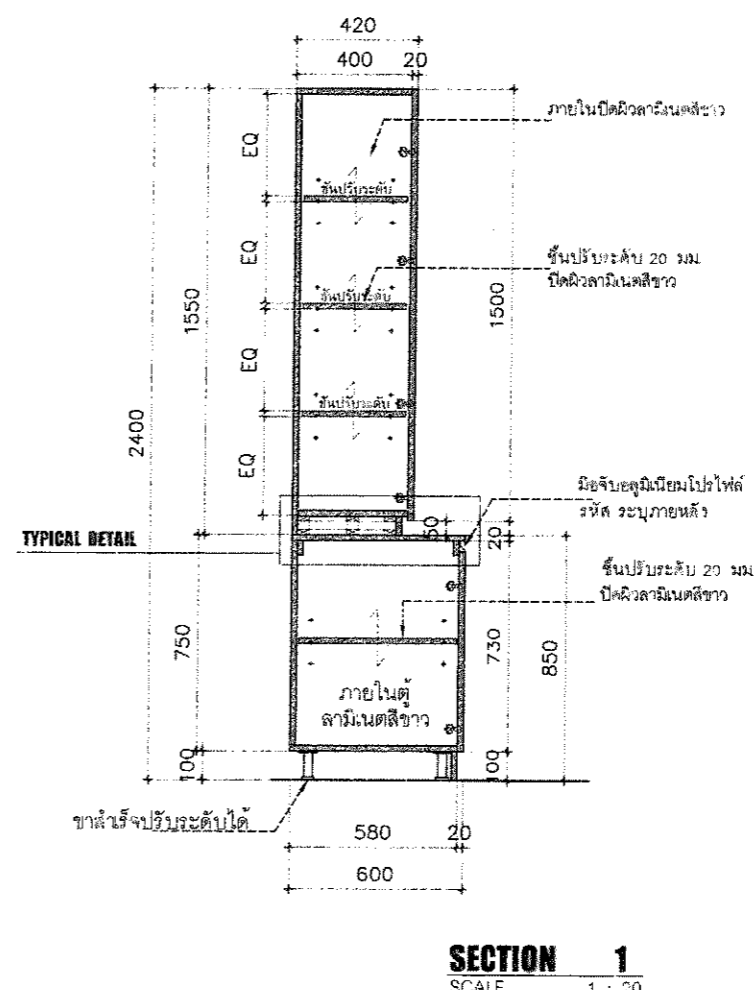 420
400 20
ภายในปิดผิวลามิเนตสีขาว
EQ
ชั้นปรับระดับ
EQ
ชั้นปรับระดับ 20 มม.
ปิดผิวลามิเนตสีขาว
ชั้นปรับระดับ
1550
1500
EQ
2400
ชั้นปรับระดับ
EQ
มือจับอลูมิเนียมโปรไฟล์
รหัส ระบุภายหลัง
50
20
TYPICAL DETAIL
ชั้นปรับระดับ 20 มม.
ปิดผิวลามิเนตสีขาว
750
730
850
ภายในตู้
ลามิเนตสีขาว
100
100
ขาสำเร็จปรับระดับได้
580 20
600
SECTION 1
SCALE 1 : 20